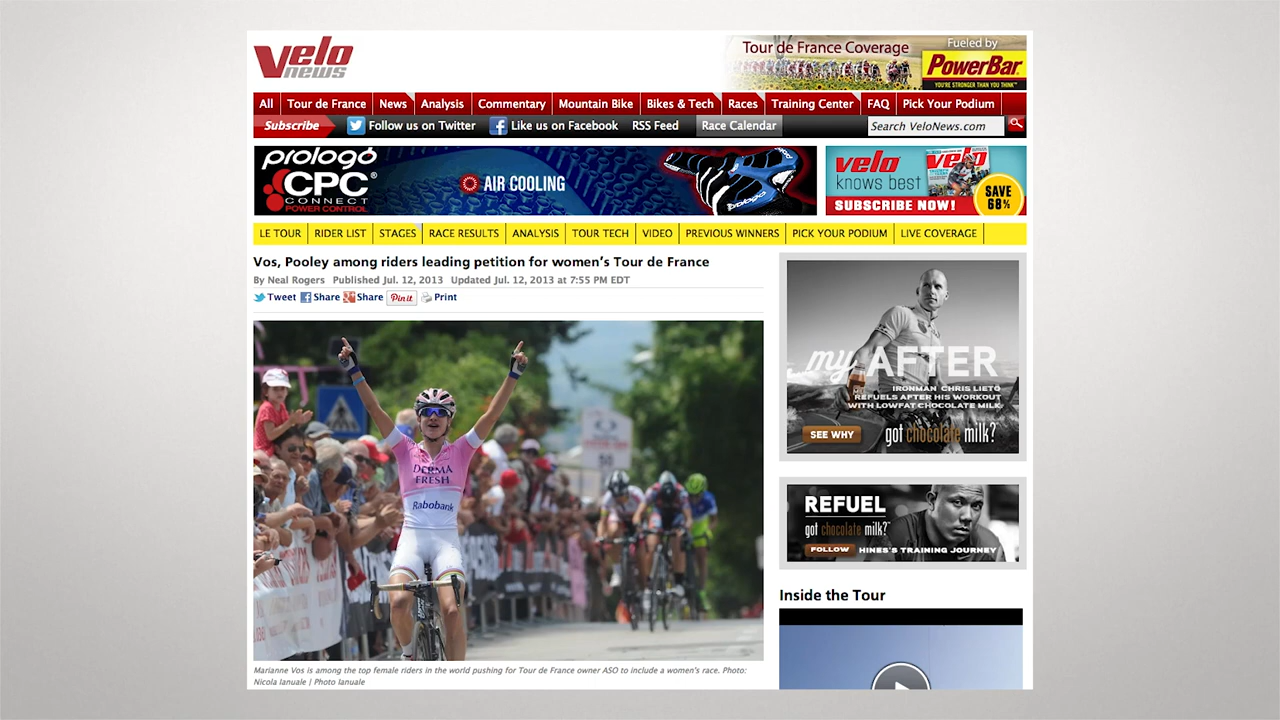 Velo news
Tour de France Coverage
Fueled by
PowerBar
YOU'RE STRONGER THAN YOU THINK™
All Tour de France News Analysis Commentary Mountain Bike Bikes & Tech Races Training Center FAQ Pick Your Podium
Subscribe Follow us on Twitter Like us on Facebook RSS Feed Race Calendar Search VeloNews.com
prologo
CPC®
CONNECT
POWER CONTROL
AIR COOLING
prologo
velo
knows best
SUBSCRIBE NOW!
velo
SAVE
68%
LE TOUR RIDER LIST STAGES RACE RESULTS ANALYSIS TOUR TECH VIDEO PREVIOUS WINNERS PICK YOUR PODIUM LIVE COVERAGE
Vos, Pooley among riders leading petition for women's Tour de France
By Neal Rogers Published Jul. 12, 2013 Updated Jul. 12, 2013 at 7:55 PM EDT
Tweet Share Share Pin it Print
DERMA
FRESH
Rabobank
Marianne Vos is among the top female riders in the world pushing for Tour de France owner ASO to include a women's race. Photo:
Nicola Ianuale | Photo Ianuale
my AFTER
IRONMAN CHRIS LIETO
REFUELS AFTER HIS WORKOUT
WITH LOWFAT CHOCOLATE MILK.
SEE WHY
got chocolate milk?
REFUEL
got chocolate milk?
FOLLOW HINES'S TRAINING JOURNEY
Inside the Tour